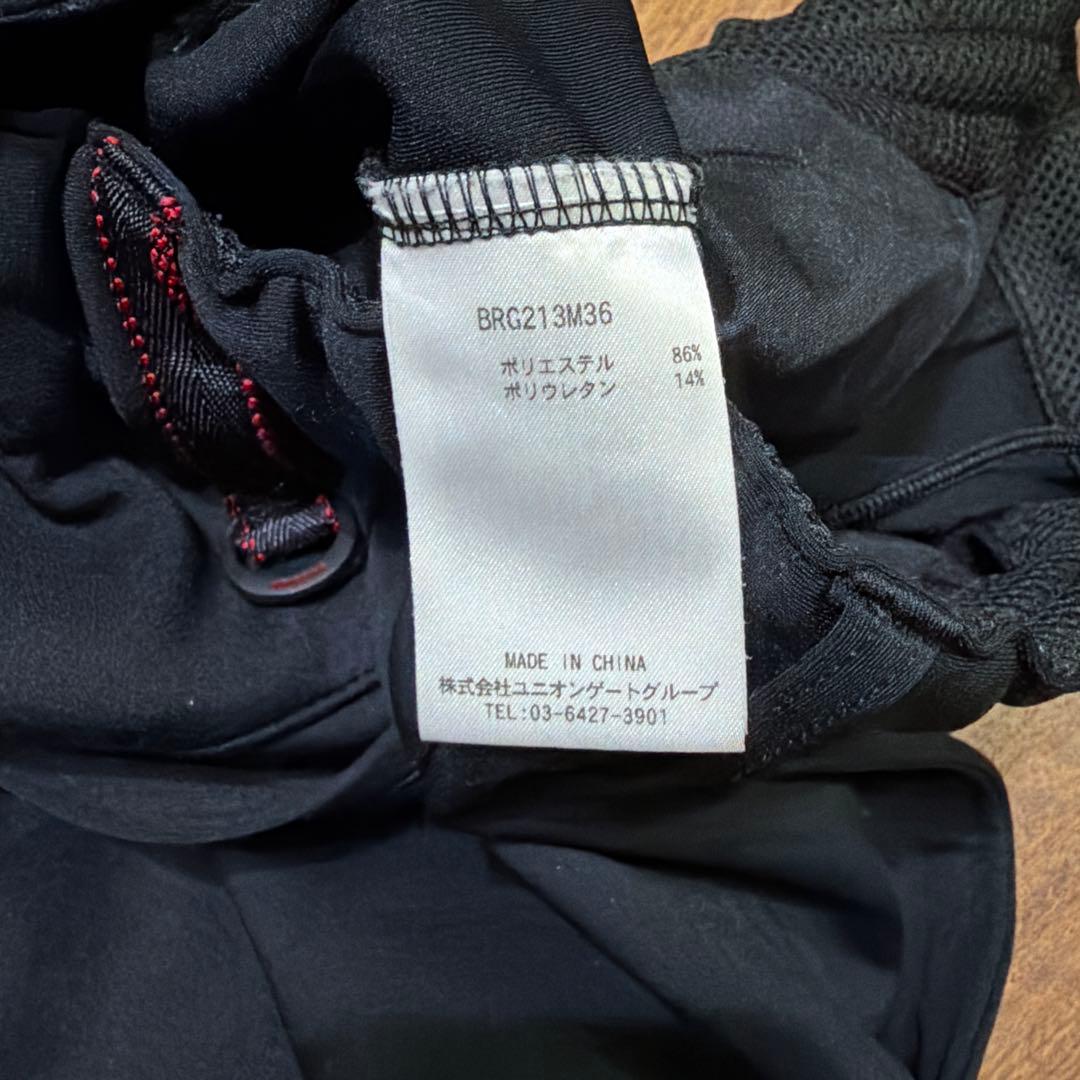 BRG213M36
ポリエステル 86%
ポリウレタン 14%
MADE IN CHINA
株式会社ユニオンゲートグループ
TEL:03-6427-3901